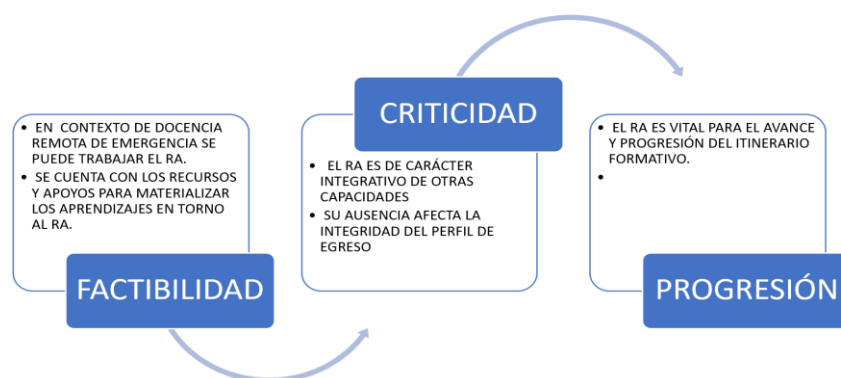 • EN CONTEXTO DE DOCENCIA
REMOTA DE EMERGENCIA SE
PUEDE TRABAJAR EL RA.
• SE CUENTA CON LOS RECURSOS
Y APOYOS PARA MATERIALIZAR
LOS APRENDIZAJES EN TORNO
AL RA.
FACTIBILIDAD
CRITICIDAD
• EL RA ES DE CARÁCTER
INTEGRATIVO DE OTRAS
CAPACIDADES
• SU AUSENCIA AFECTA LA
INTEGRIDAD DEL PERFIL DE
EGRESO
• EL RA ES VITAL PARA EL AVANCE
Y PROGRESIÓN DEL ITINERARIO
FORMATIVO.
•
PROGRESIÓN